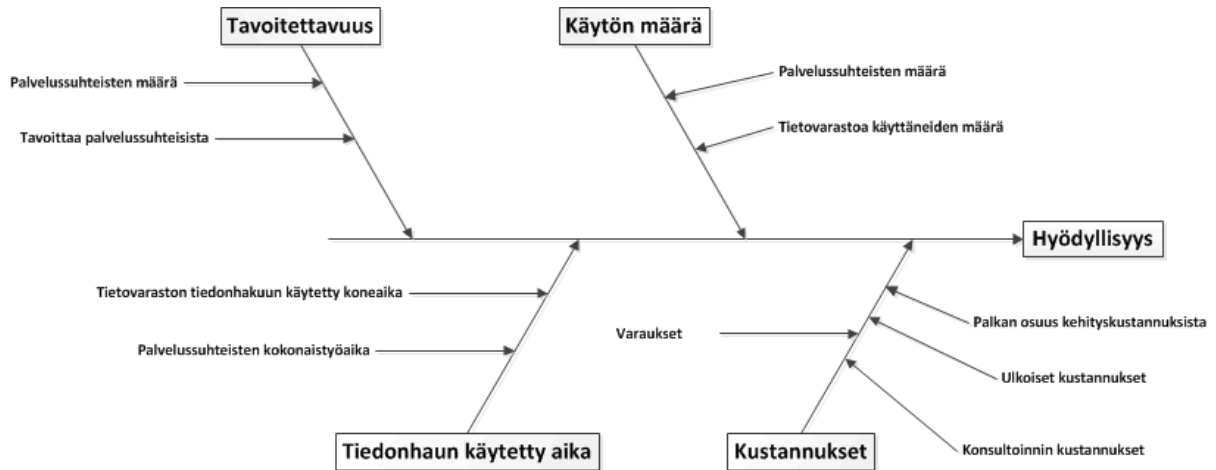 Tavoitettavuus
Käytön määrä
Palvelussuhteisten määrä
Palvelussuhteisten määrä
Tavoittaa palvelussuhteisista
Tietovarastoa käyttäneiden määrä
Hyödyllisyys
Tietovaraston tiedonhakuun käytetty koneaika
Palkan osuus kehityskustannuksista
Varaukset
Palvelussuhteisten kokonaistyöaika
Ulkoiset kustannukset
Tiedonhaun käytetty aika
Kustannukset
Konsultoinnin kustannukset